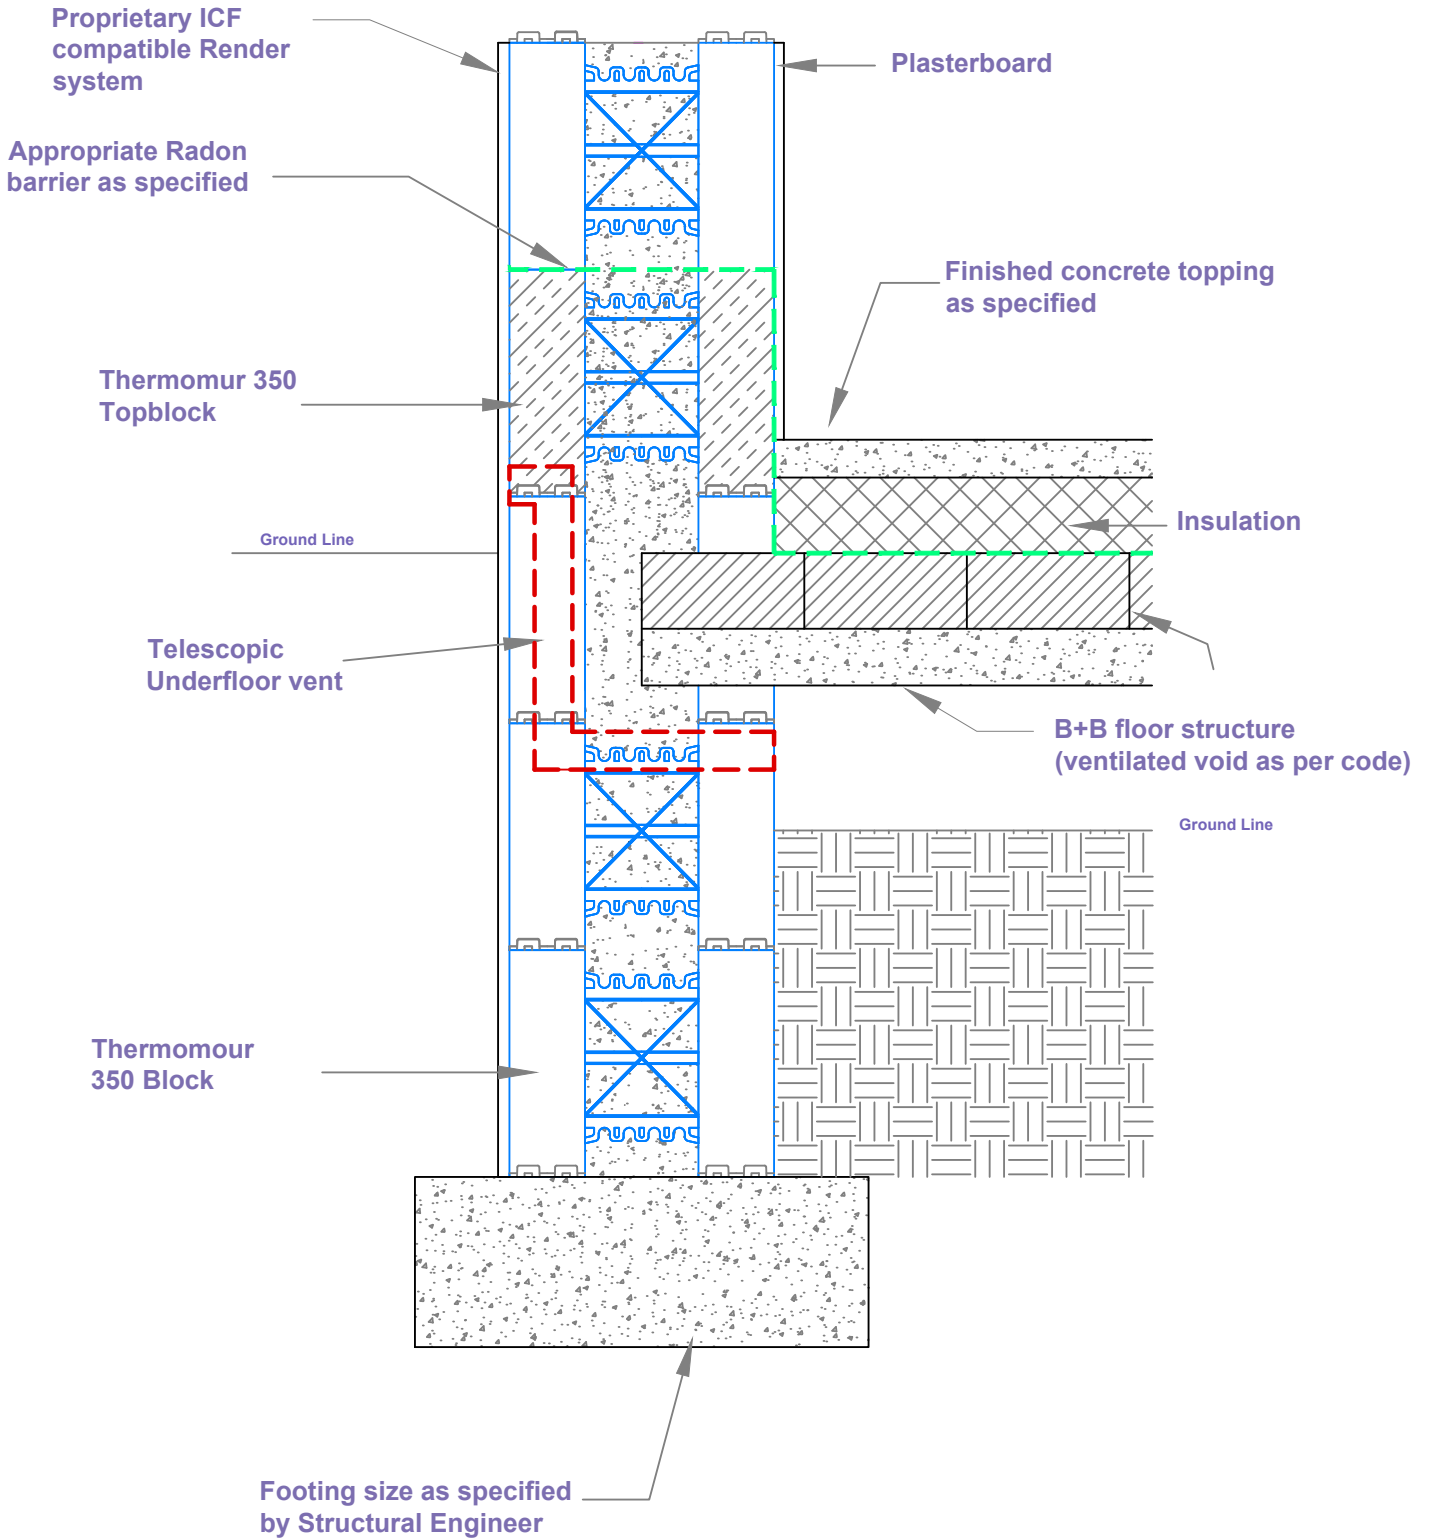 Proprietary ICF
compatible Render
system
Plasterboard
Appropriate Radon
barrier as specified
Finished concrete topping
as specified
Thermomur 350
Topblock
Insulation
Ground Line
Telescopic
Underfloor vent
B+B floor structure
(ventilated void as per code)
Ground Line
Thermomour
350 Block
Footing size as specified
by Structural Engineer